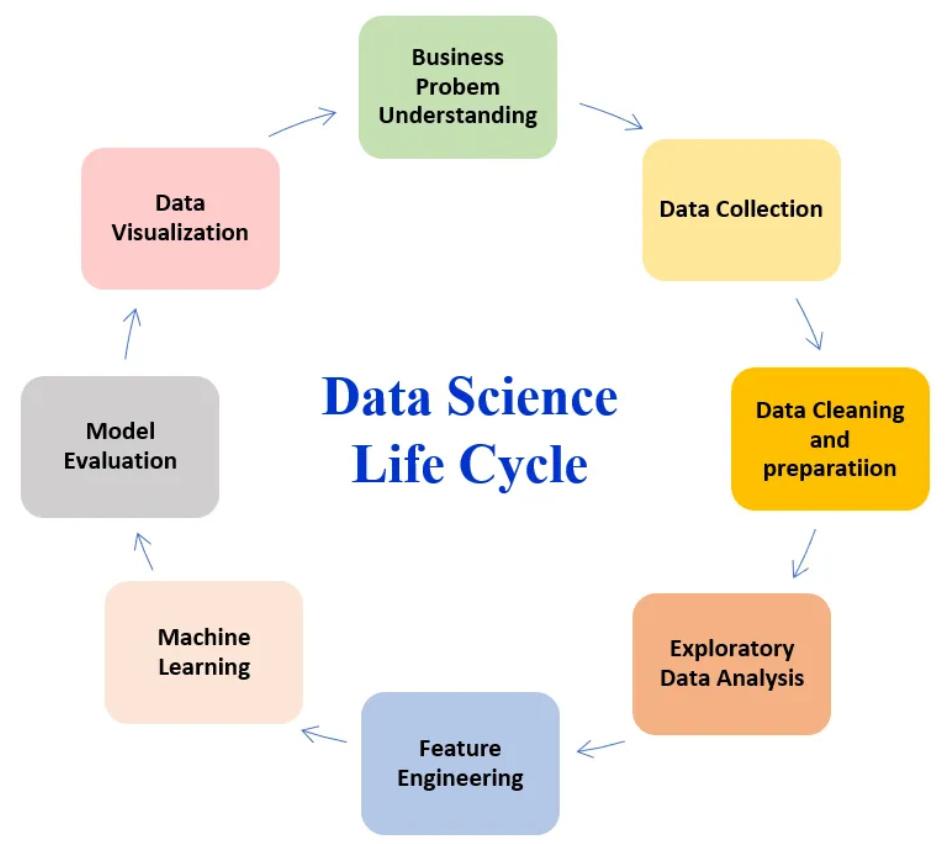 Business
Probem
Understanding
Data Collection
Data Cleaning
and
preparatiion
Exploratory
Data Analysis
Feature
Engineering
Machine
Learning
Model
Evaluation
Data
Visualization
Data Science
Life Cycle